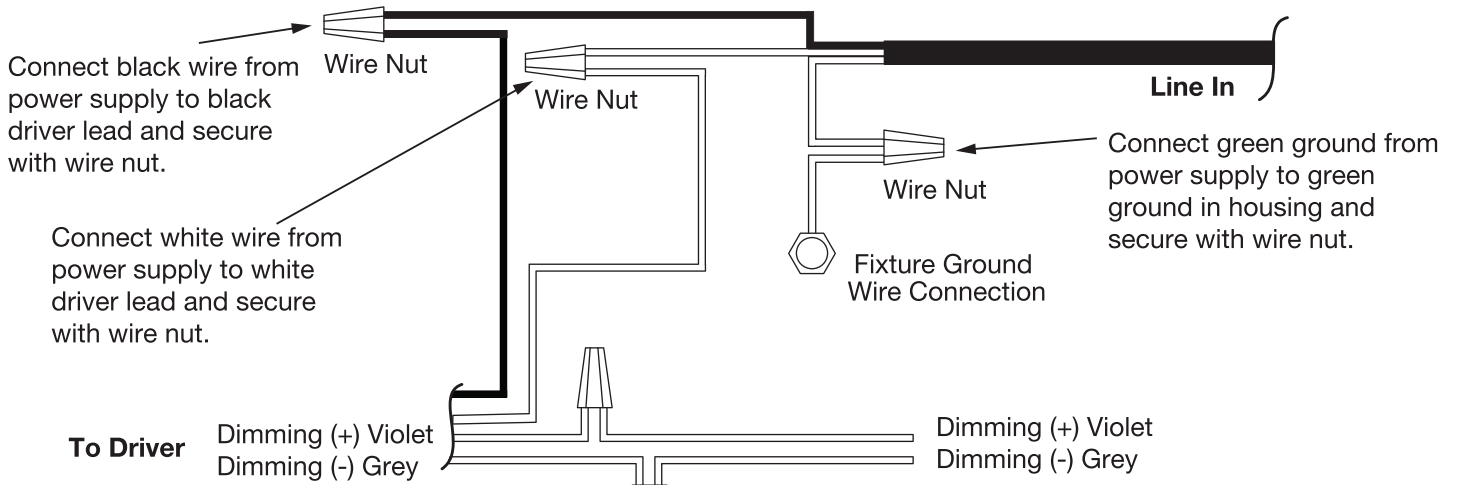 Connect black wire from
power supply to black
driver lead and secure
with wire nut.
Wire Nut
Wire Nut
Line In
Connect green ground from
power supply to green
ground in housing and
secure with wire nut.
Wire Nut
Connect white wire from
power supply to white
driver lead and secure
with wire nut.
Fixture Ground
Wire Connection
To Driver
Dimming (+) Violet
Dimming (-) Grey
Dimming (+) Violet
Dimming (-) Grey